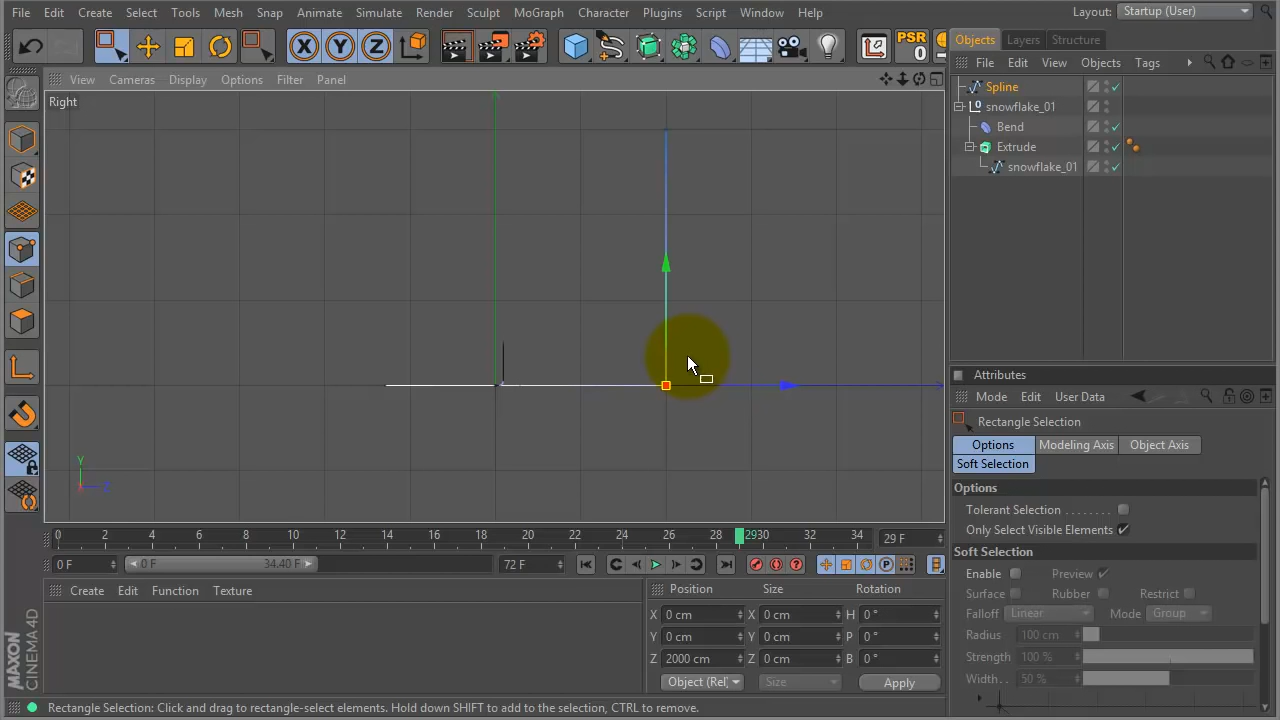 File Edit Create Select Tools Mesh Snap Animate Simulate Render Sculpt MoGraph Character Plugins Script Window Help
Layout: Startup (User)
PSR
0
Objects Layers Structure
File Edit View Objects Tags
View Cameras Display Options Filter Panel
Right
Spline
snowflake_01
Bend
Extrude
snowflake_01
Attributes
Mode Edit User Data
Rectangle Selection
Options Modeling Axis Object Axis
Soft Selection
Options
Tolerant Selection . . . . . . . .
Only Select Visible Elements
Soft Selection
Enable Preview
Surface Rubber Restrict
Falloff Linear Mode Group
Radius 100 cm
Strength 100 %
Width . . 50 %
Y
Z
0 2 4 6 8 10 12 14 16 18 20 22 24 26 28 2930 32 34
29 F
0 F 0 F 34.40 F 72 F
Create Edit Function Texture
Position Size Rotation
X 0 cm X 0 cm H 0 °
Y 0 cm Y 0 cm P 0 °
Z 2000 cm Z 0 cm B 0 °
Object (Rel) Size Apply
MAXON
CINEMA 4D
Rectangle Selection: Click and drag to rectangle-select elements. Hold down SHIFT to add to the selection, CTRL to remove.